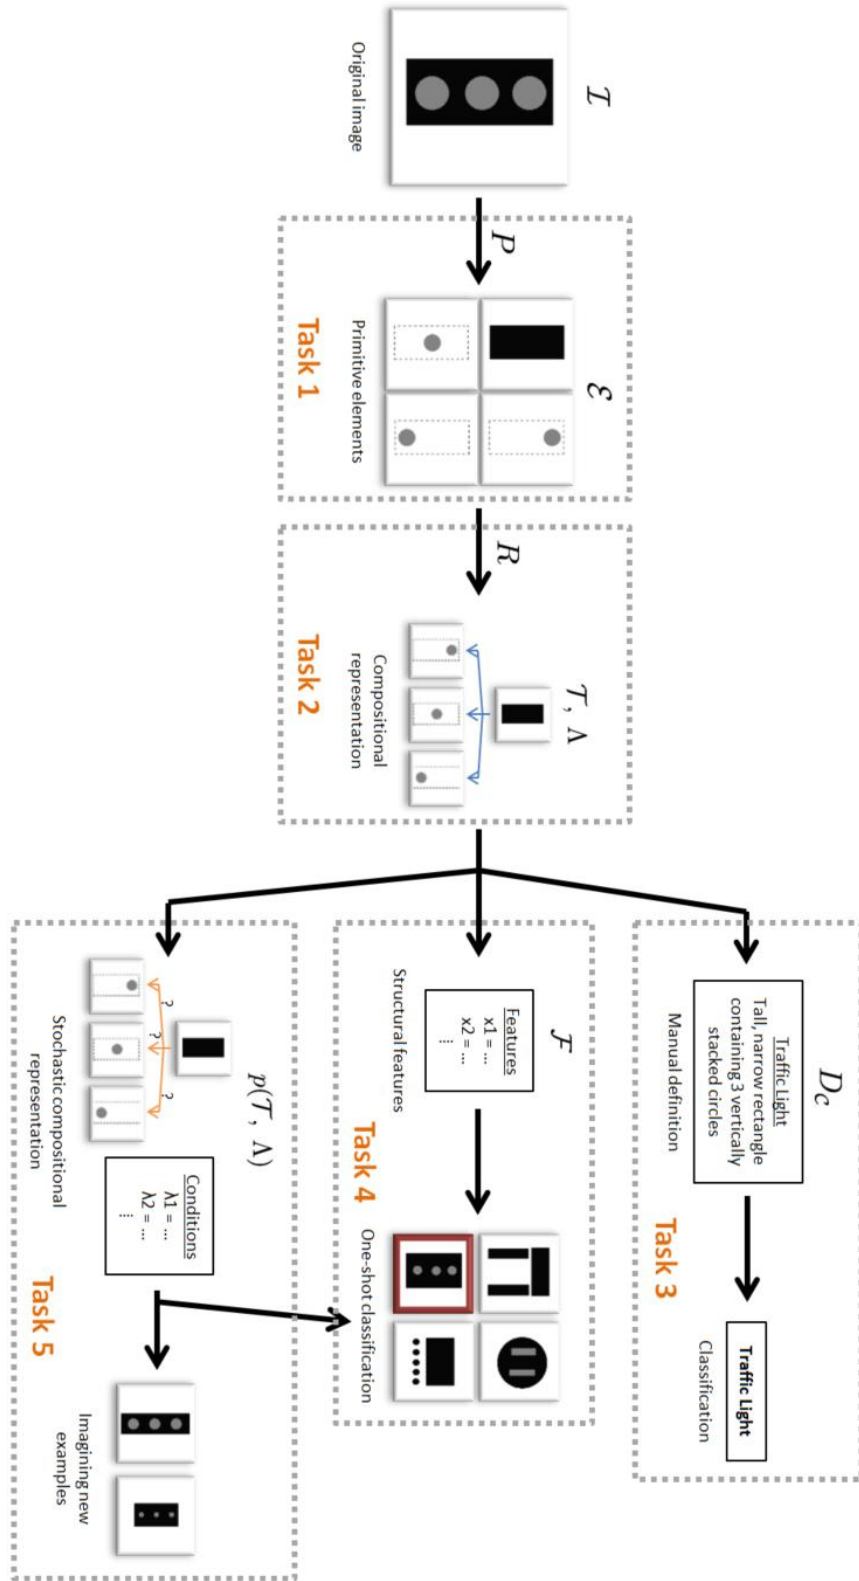 𝓘
Original image
P
𝓔
Primitive elements
Task 1
R
𝒯, Λ
Compositional
representation
Task 2
D𝒸
Traffic Light
Tall, narrow rectangle
containing 3 vertically
stacked circles
Manual definition
Traffic Light
Classification
Task 3
𝓕
Features
x1 = ...
x2 = ...
⋮
Structural features
One-shot classification
Task 4
p(𝒯, Λ)
?
?
?
Stochastic compositional
representation
Conditions
λ1 = ...
λ2 = ...
⋮
Imagining new
examples
Task 5